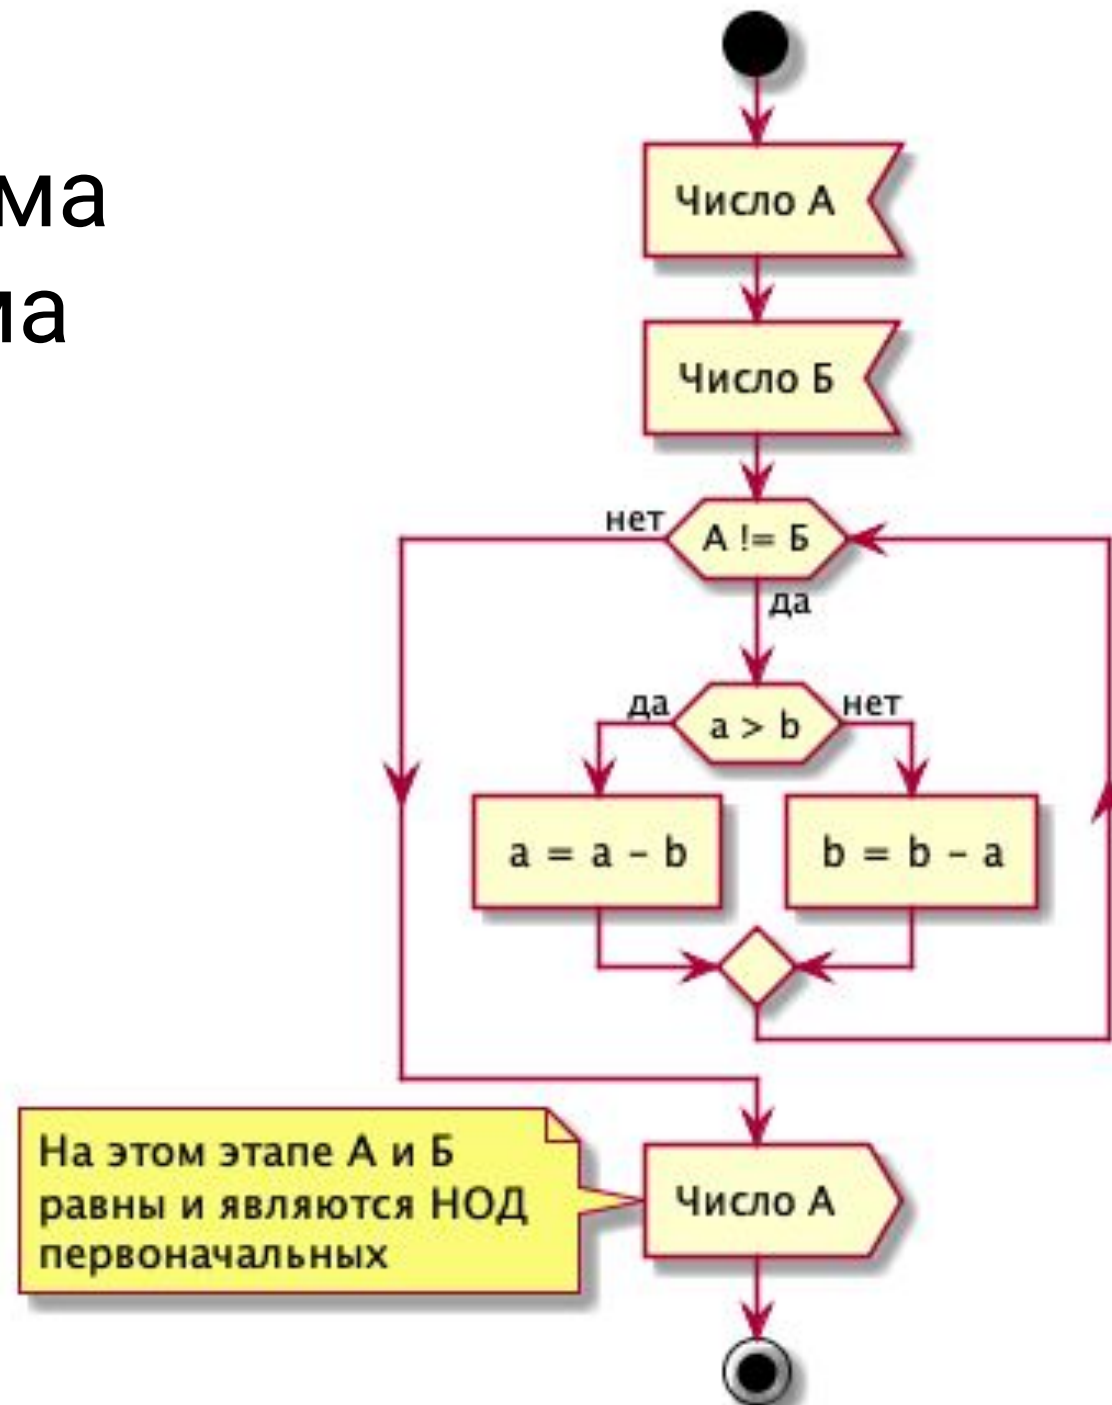 ма
ма
Число А
Число Б
нет
А != Б
да
да
a > b
нет
a = a - b
b = b - a
На этом этапе А и Б
равны и являются НОД
первоначальных
Число А